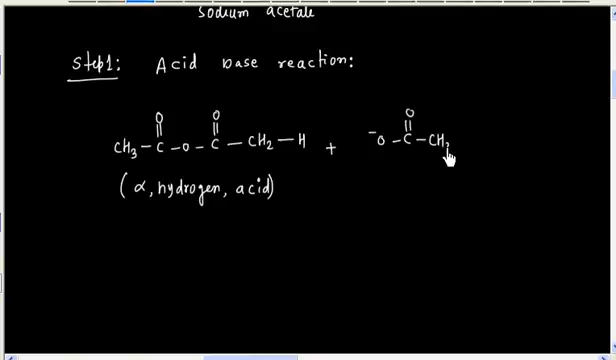 sodium acetate
Step1: Acid Base reaction:
O O O
CH3 — C — O — C — CH2 — H + ⁻O — C — CH3
(α, hydrogen, acid)